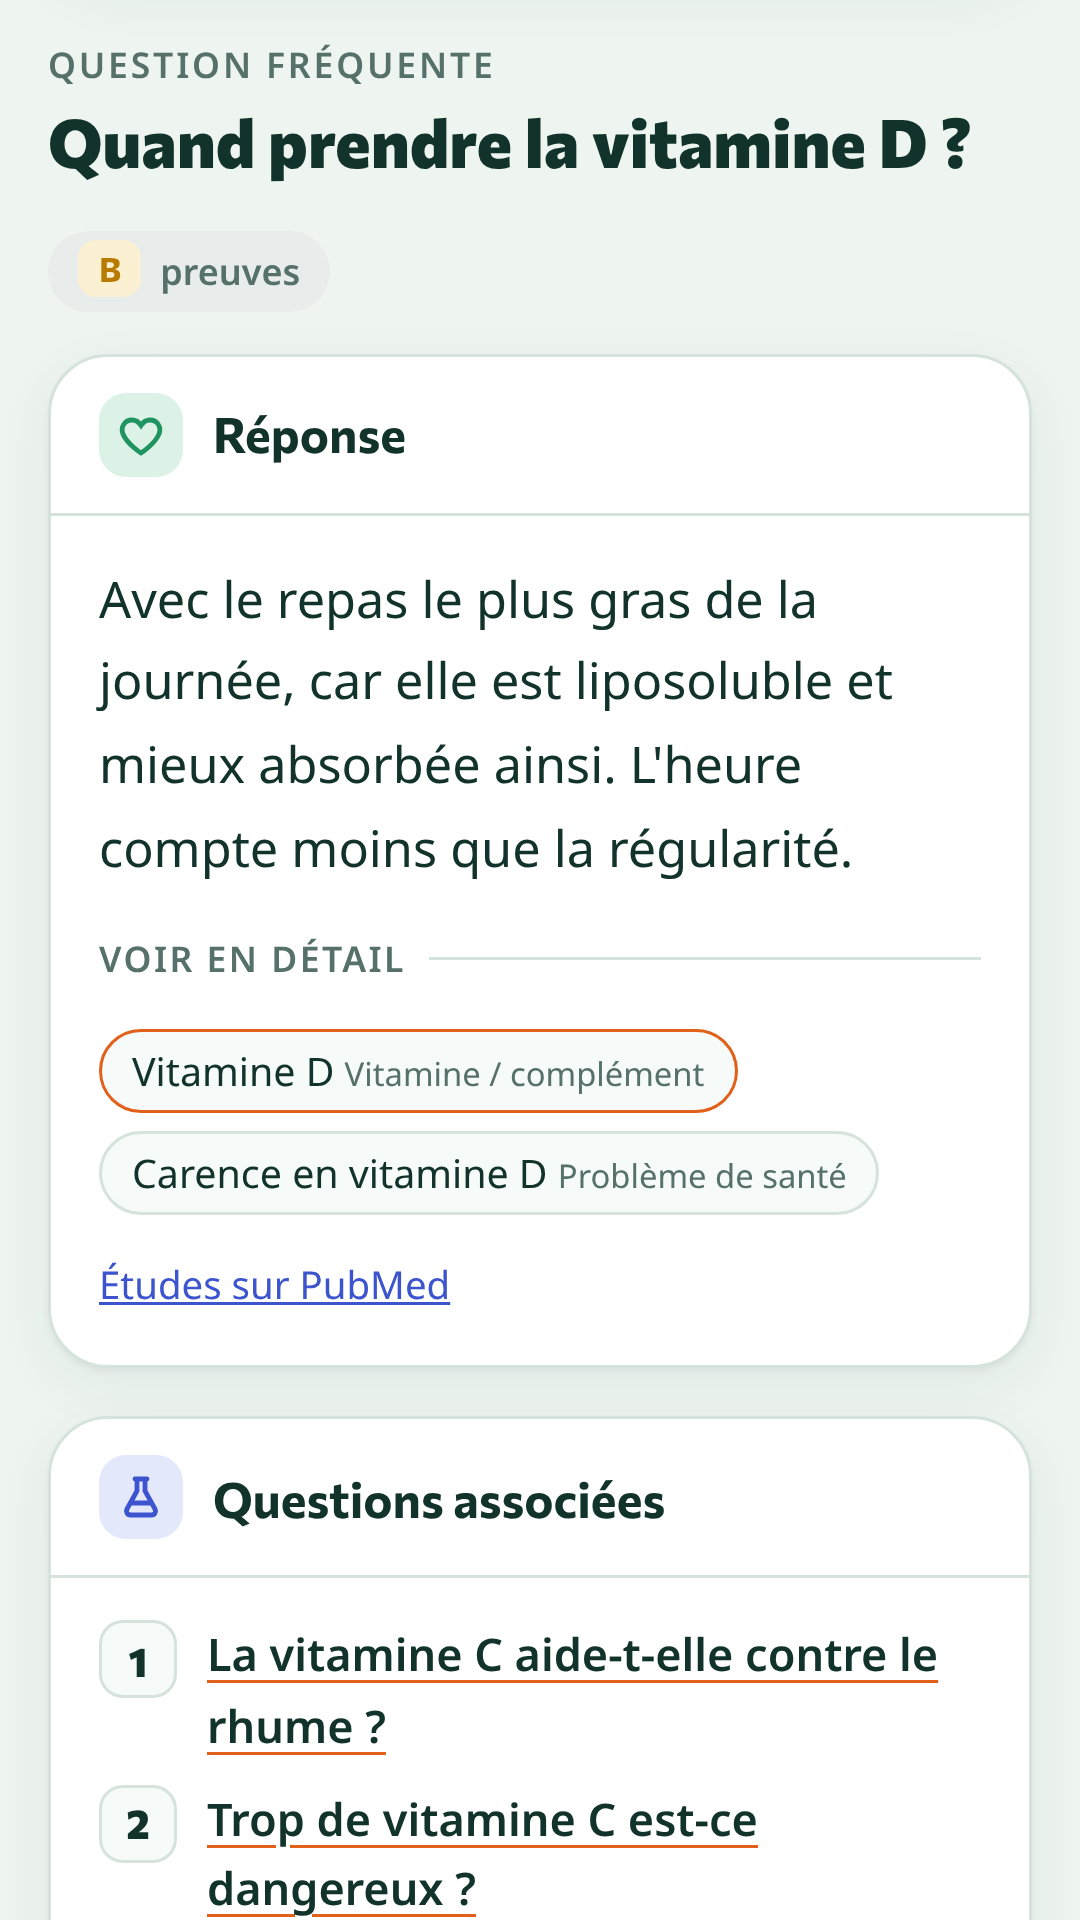 QUESTION FRÉQUENTE
Quand prendre la vitamine D ?
B preuves
Réponse
Avec le repas le plus gras de la
journée, car elle est liposoluble et
mieux absorbée ainsi. L'heure
compte moins que la régularité.
VOIR EN DÉTAIL
Vitamine D Vitamine / complément
Carence en vitamine D Problème de santé
Études sur PubMed
Questions associées
1 La vitamine C aide-t-elle contre le
rhume ?
2 Trop de vitamine C est-ce
dangereux ?